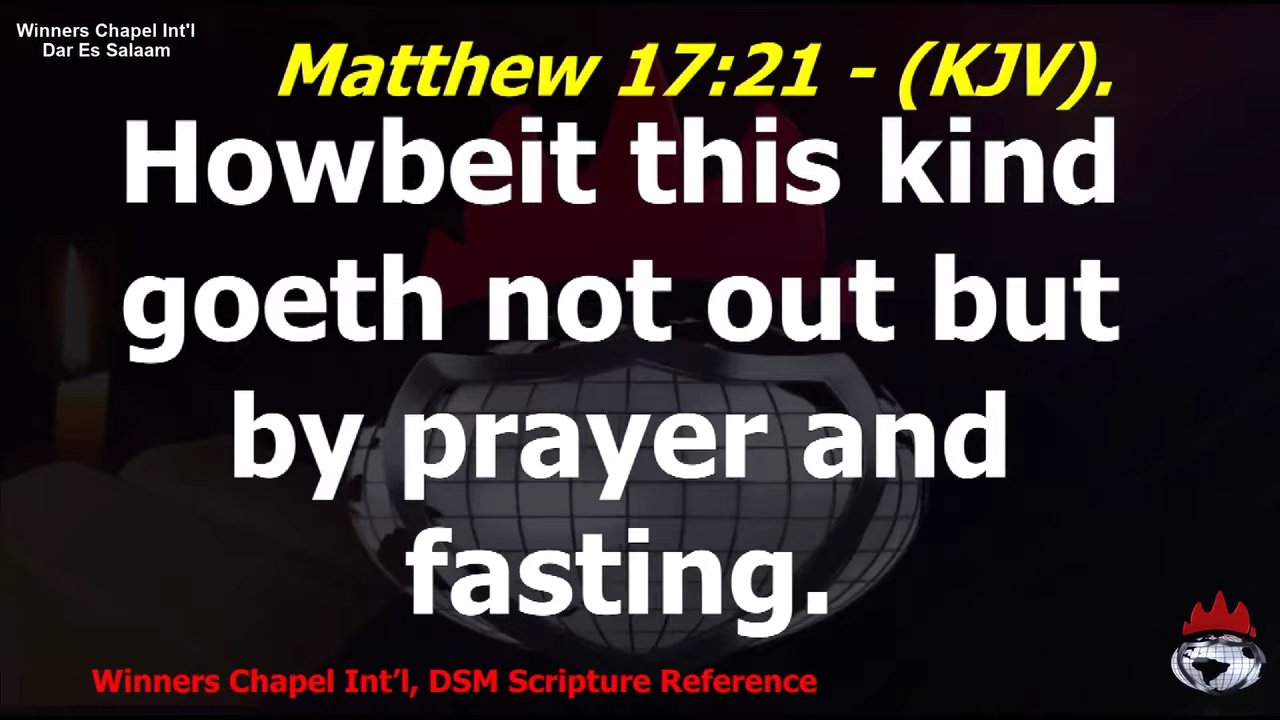 Winners Chapel Int'l
Dar Es Salaam
Matthew 17:21 - (KJV).
Howbeit this kind
goeth not out but
by prayer and
fasting.
Winners Chapel Int’l, DSM Scripture Reference